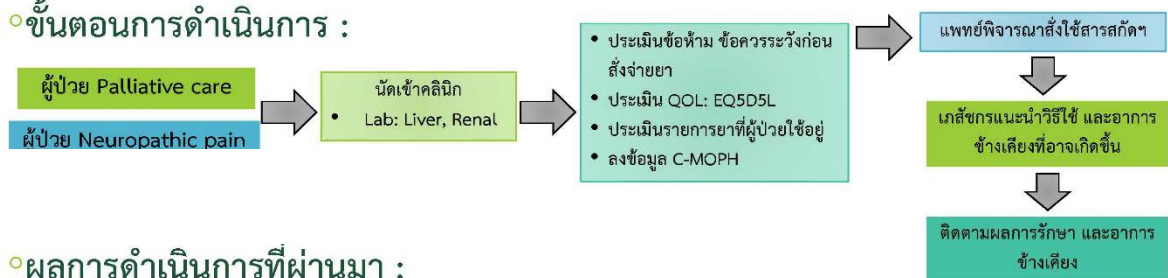 °ขั้นตอนการดำเนินการ :
ผู้ป่วย Palliative care
ผู้ป่วย Neuropathic pain
นัดเข้าคลินิก
• Lab: Liver, Renal
• ประเมินข้อห้าม ข้อควรระวังก่อน
สั่งจ่ายยา
• ประเมิน QOL: EQ5D5L
• ประเมินรายการยาที่ผู้ป่วยใช้อยู่
• ลงข้อมูล C-MOPH
แพทย์พิจารณาสั่งใช้สารสกัดฯ
เภสัชกรแนะนำวิธีใช้ และอาการ
ข้างเคียงที่อาจเกิดขึ้น
ติดตามผลการรักษา และอาการ
ข้างเคียง
°ผลการดำเนินการที่ผ่านมา :